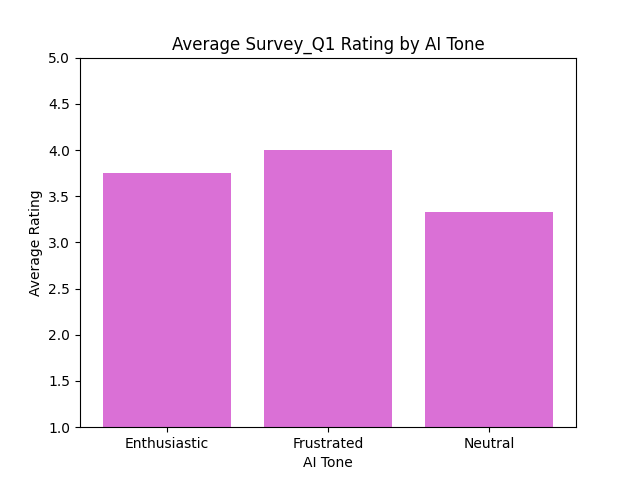 Average Survey_Q1 Rating by AI Tone
5.0
4.5
4.0
3.5
3.0
2.5
2.0
1.5
1.0
Average Rating
Enthusiastic Frustrated Neutral
AI Tone